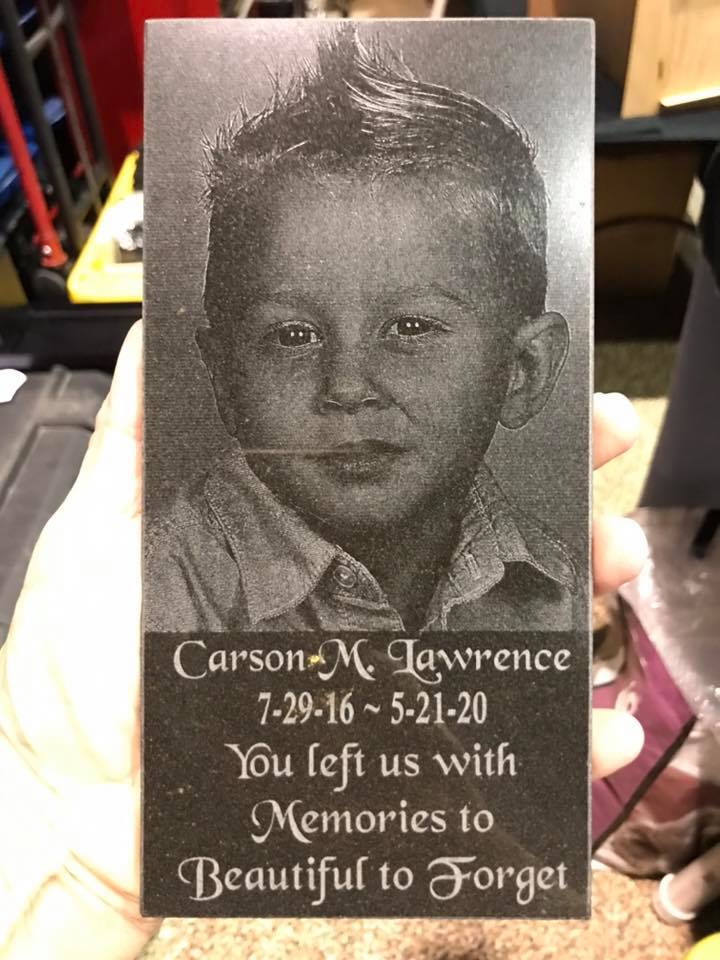 Carson M. Lawrence
7-29-16 ~ 5-21-20
You left us with
Memories to
Beautiful to Forget